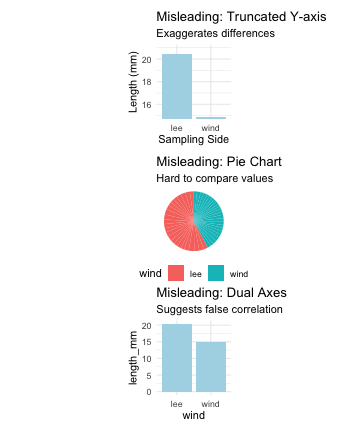 Misleading: Truncated Y-axis
Exaggerates differences
Length (mm)
20
18
16
lee wind
Sampling Side
Misleading: Pie Chart
Hard to compare values
wind lee wind
Misleading: Dual Axes
Suggests false correlation
length_mm
20
15
10
5
0
lee wind
wind